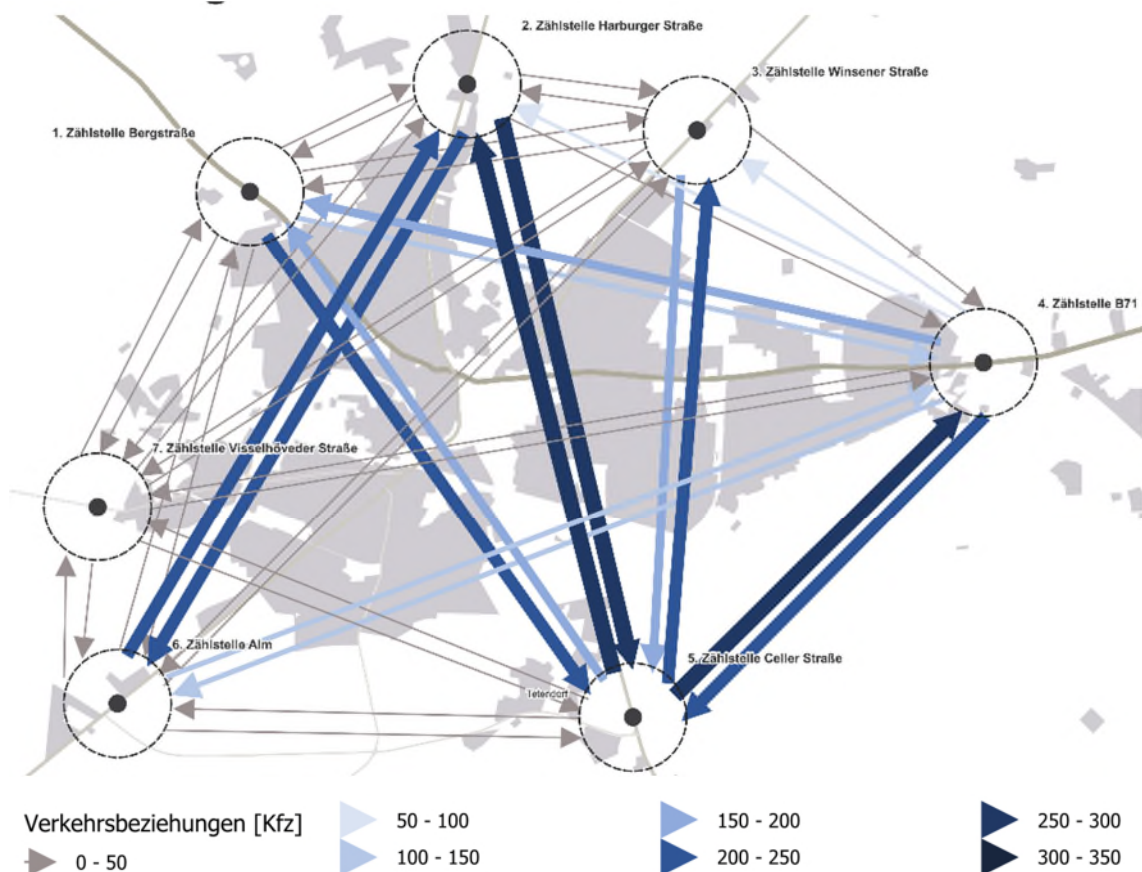 2. Zählstelle Harburger Straße
3. Zählstelle Winsener Straße
1. Zählstelle Bergstraße
4. Zählstelle B71
7. Zählstelle Visselhöveder Straße
6. Zählstelle Alm
5. Zählstelle Celler Straße
Tetendorf
Verkehrsbeziehungen [Kfz]
0 - 50
50 - 100
100 - 150
150 - 200
200 - 250
250 - 300
300 - 350